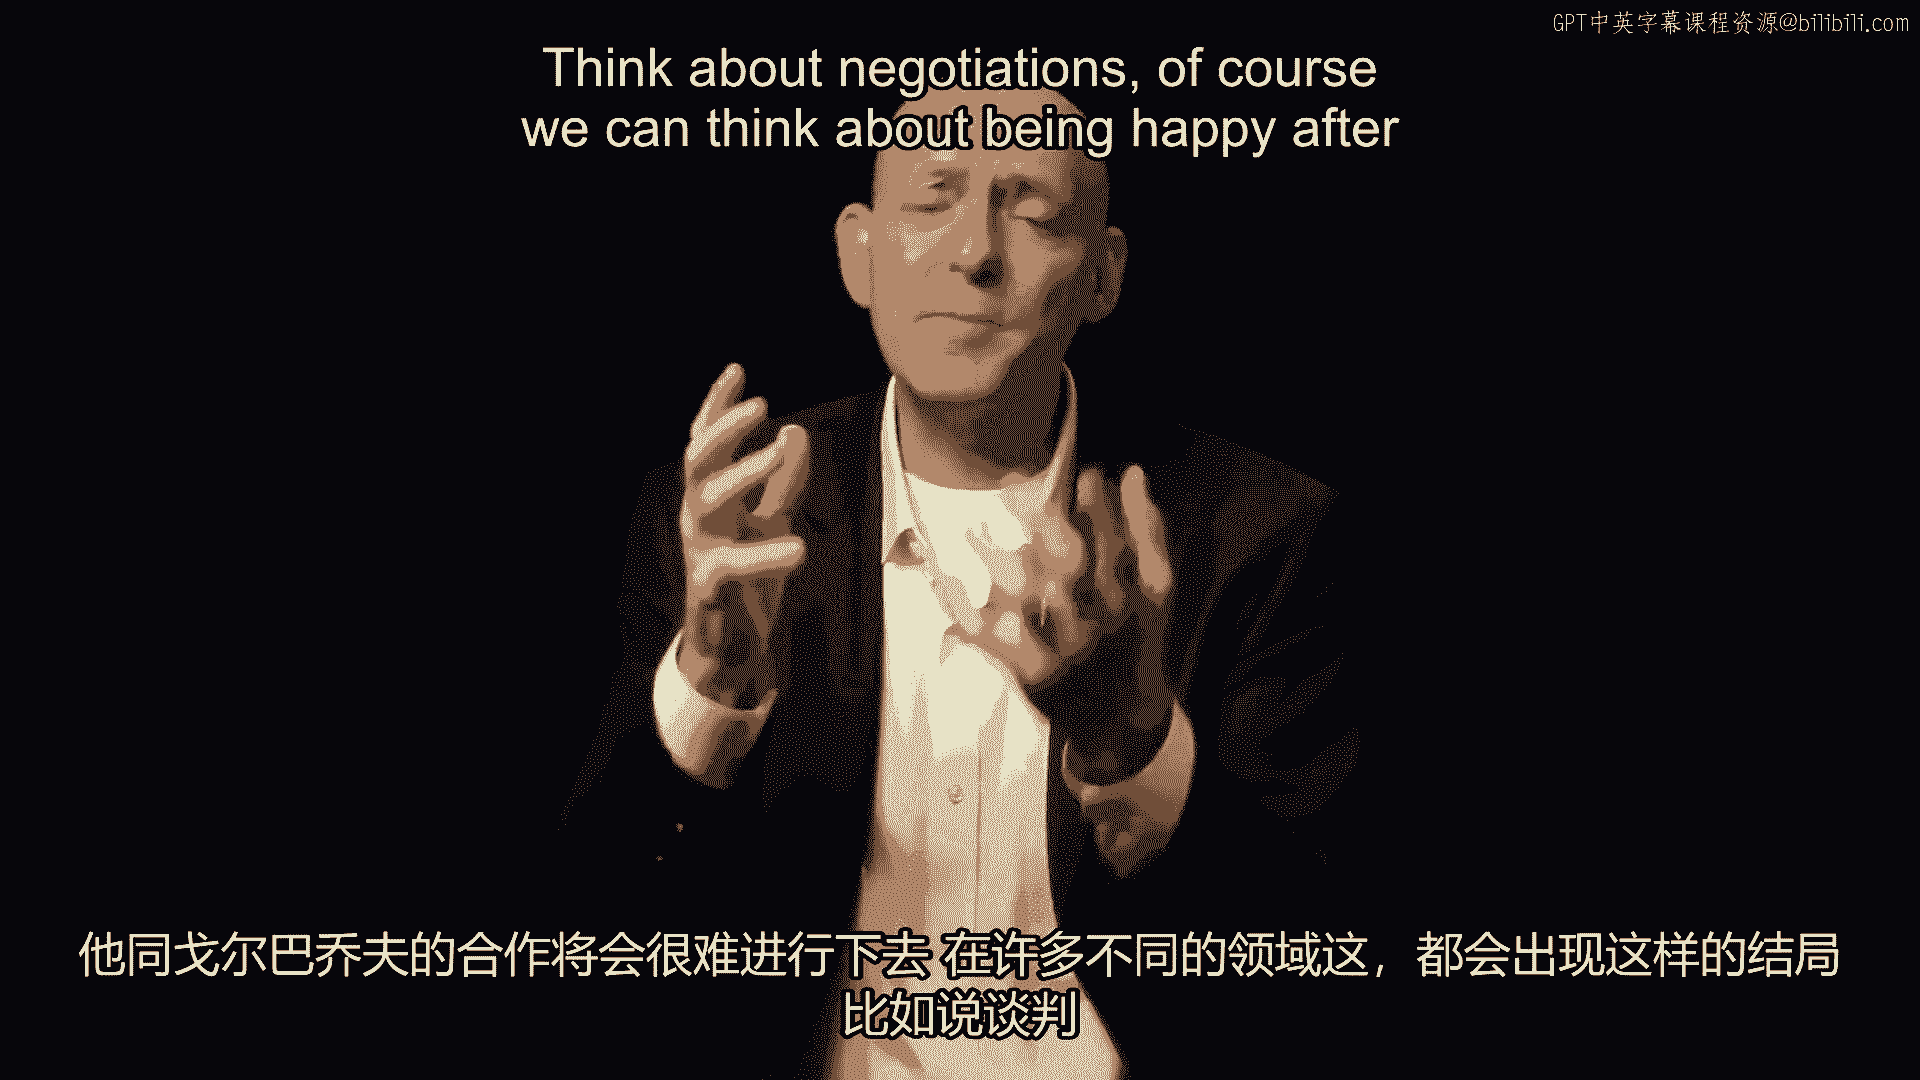 GPT中英字幕课程资源@bilibili.com
Think about negotiations, of course
we can think about being happy after
他同戈尔巴乔夫的合作将会很难进行下去 在许多不同的领域这，都会出现这样的结局
比如说谈判